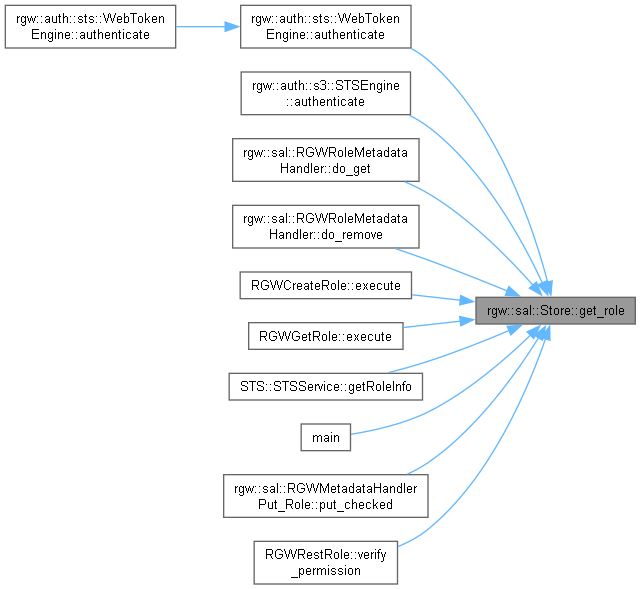 rgw::auth::sts::WebToken
Engine::authenticate
rgw::auth::sts::WebToken
Engine::authenticate
rgw::auth::s3::STSEngine
::authenticate
rgw::sal::RGWRoleMetadata
Handler::do_get
rgw::sal::RGWRoleMetadata
Handler::do_remove
RGWCreateRole::execute
rgw::sal::Store::get_role
RGWGetRole::execute
STS::STSService::getRoleInfo
main
rgw::sal::RGWMetadataHandler
Put_Role::put_checked
RGWRestRole::verify
_permission